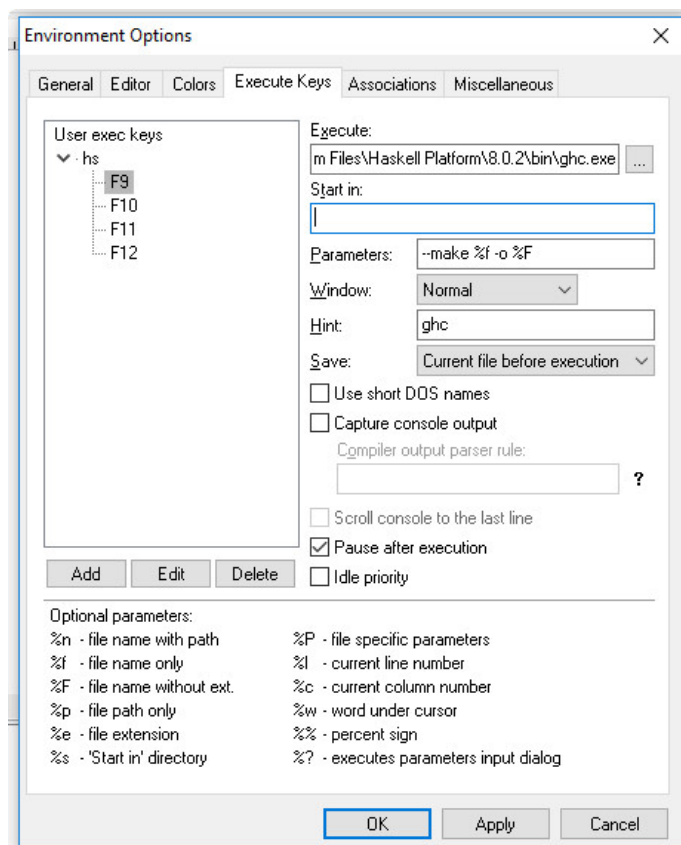 Environment Options
General Editor Colors Execute Keys Associations Miscellaneous
User exec keys
hs
F9
F10
F11
F12
Add Edit Delete
Execute:
m Files\Haskell Platform\8.0.2\bin\ghc.exe ...
Start in:
Parameters: --make %f -o %F
Window: Normal
Hint: ghc
Save: Current file before execution
Use short DOS names
Capture console output
Compiler output parser rule:
?
Scroll console to the last line
Pause after execution
Idle priority
Optional parameters:
%n - file name with path
%f - file name only
%F - file name without ext.
%p - file path only
%e - file extension
%s - 'Start in' directory
%P - file specific parameters
%l - current line number
%c - current column number
%w - word under cursor
%% - percent sign
%? - executes parameters input dialog
OK Apply Cancel